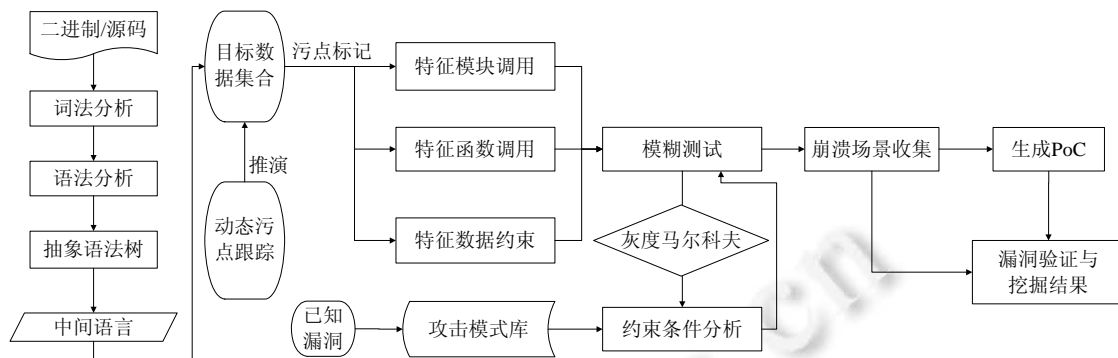 二进制/源码
词法分析
语法分析
抽象语法树
中间语言
目标数
据集合
污点标记
推演
动态污
点跟踪
特征模块调用
特征函数调用
特征数据约束
已知
漏洞
攻击模式库
模糊测试
灰度马尔科夫
约束条件分析
崩溃场景收集
生成PoC
漏洞验证与
挖掘结果